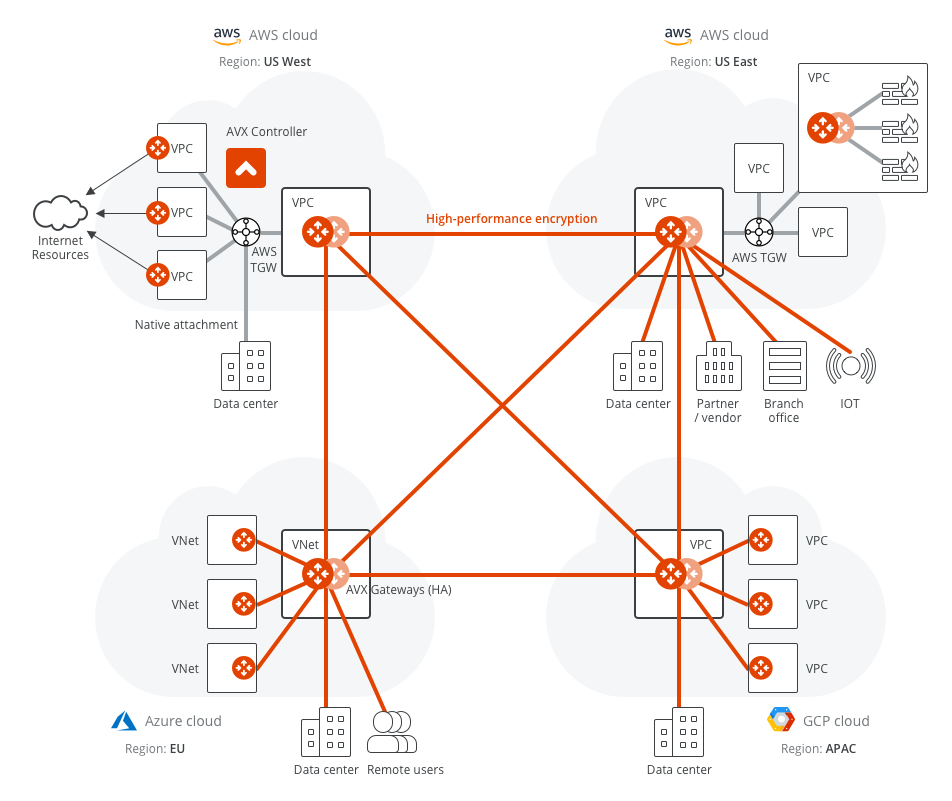 aws AWS cloud
Region: US West
aws AWS cloud
Region: US East
AVX Controller
VPC
VPC
VPC
VPC
AWS
TGW
Internet
Resources
Native attachment
Data center
High-performance encryption
VPC
VPC
VPC
VPC
AWS TGW
Data center
Partner
/ vendor
Branch
office
IOT
VNet
VNet
VNet
VNet
AVX Gateways (HA)
VPC
VPC
VPC
VPC
Azure cloud
Region: EU
Data center
Remote users
Data center
GCP cloud
Region: APAC